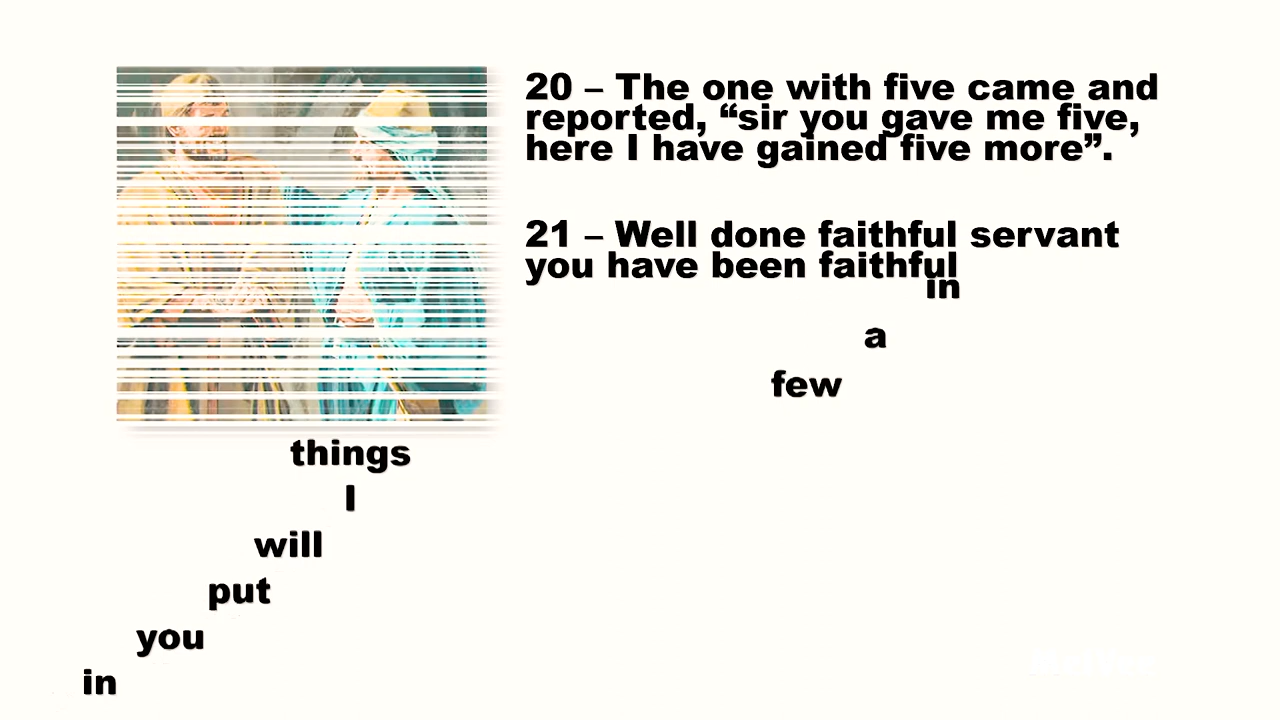 20 – The one with five came and
reported, “sir you gave me five,
here I have gained five more”.
21 – Well done faithful servant
you have been faithful
in
a
few
things
I
will
put
you
in